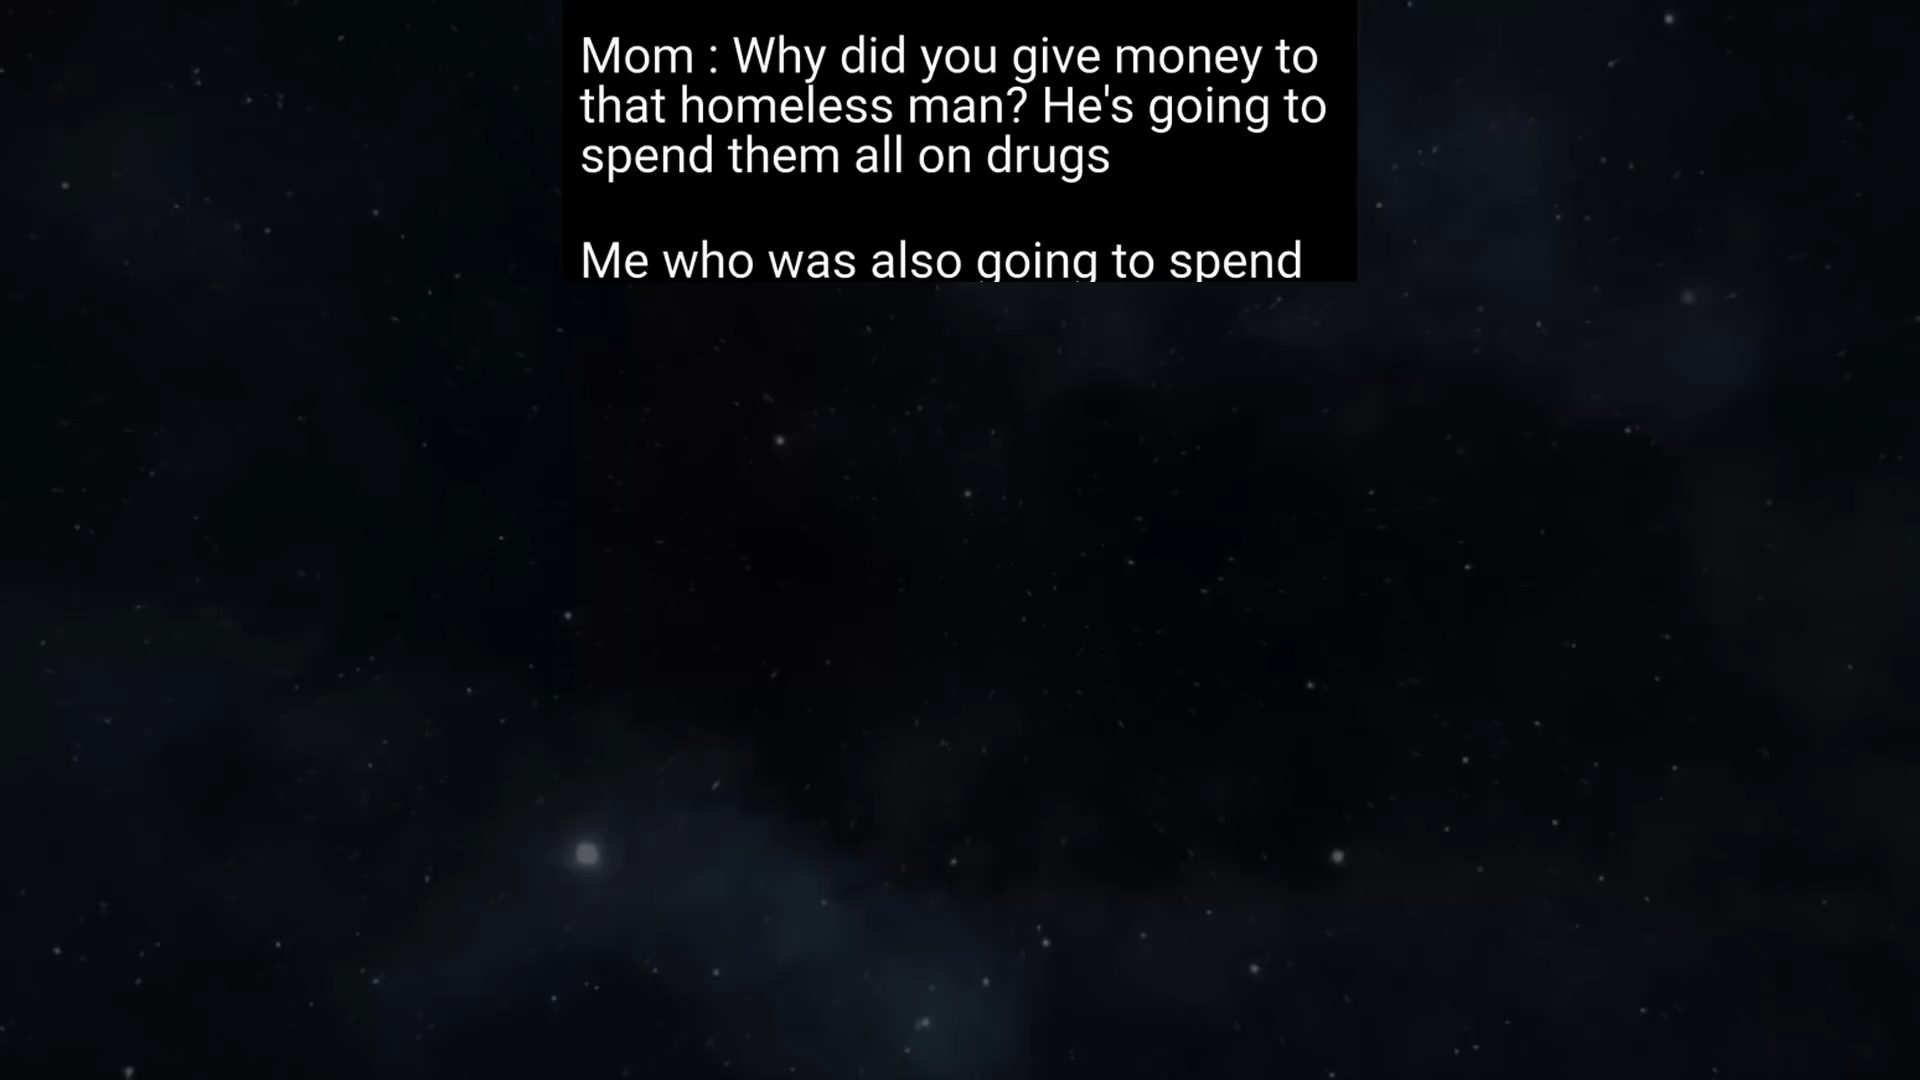 Mom : Why did you give money to
that homeless man? He's going to
spend them all on drugs
Me who was also going to spend